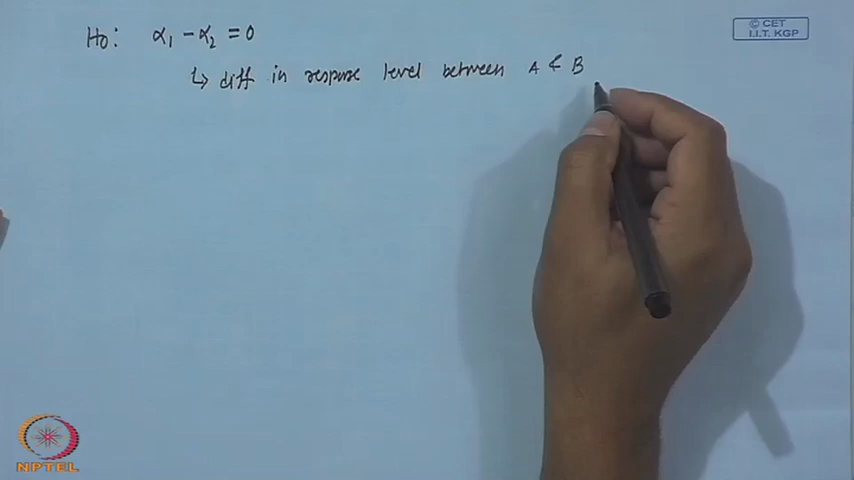 H₀: α₁ - α₂ = 0
↳ diff in response level between A & B
© CET
I.I.T. KGP
NPTEL